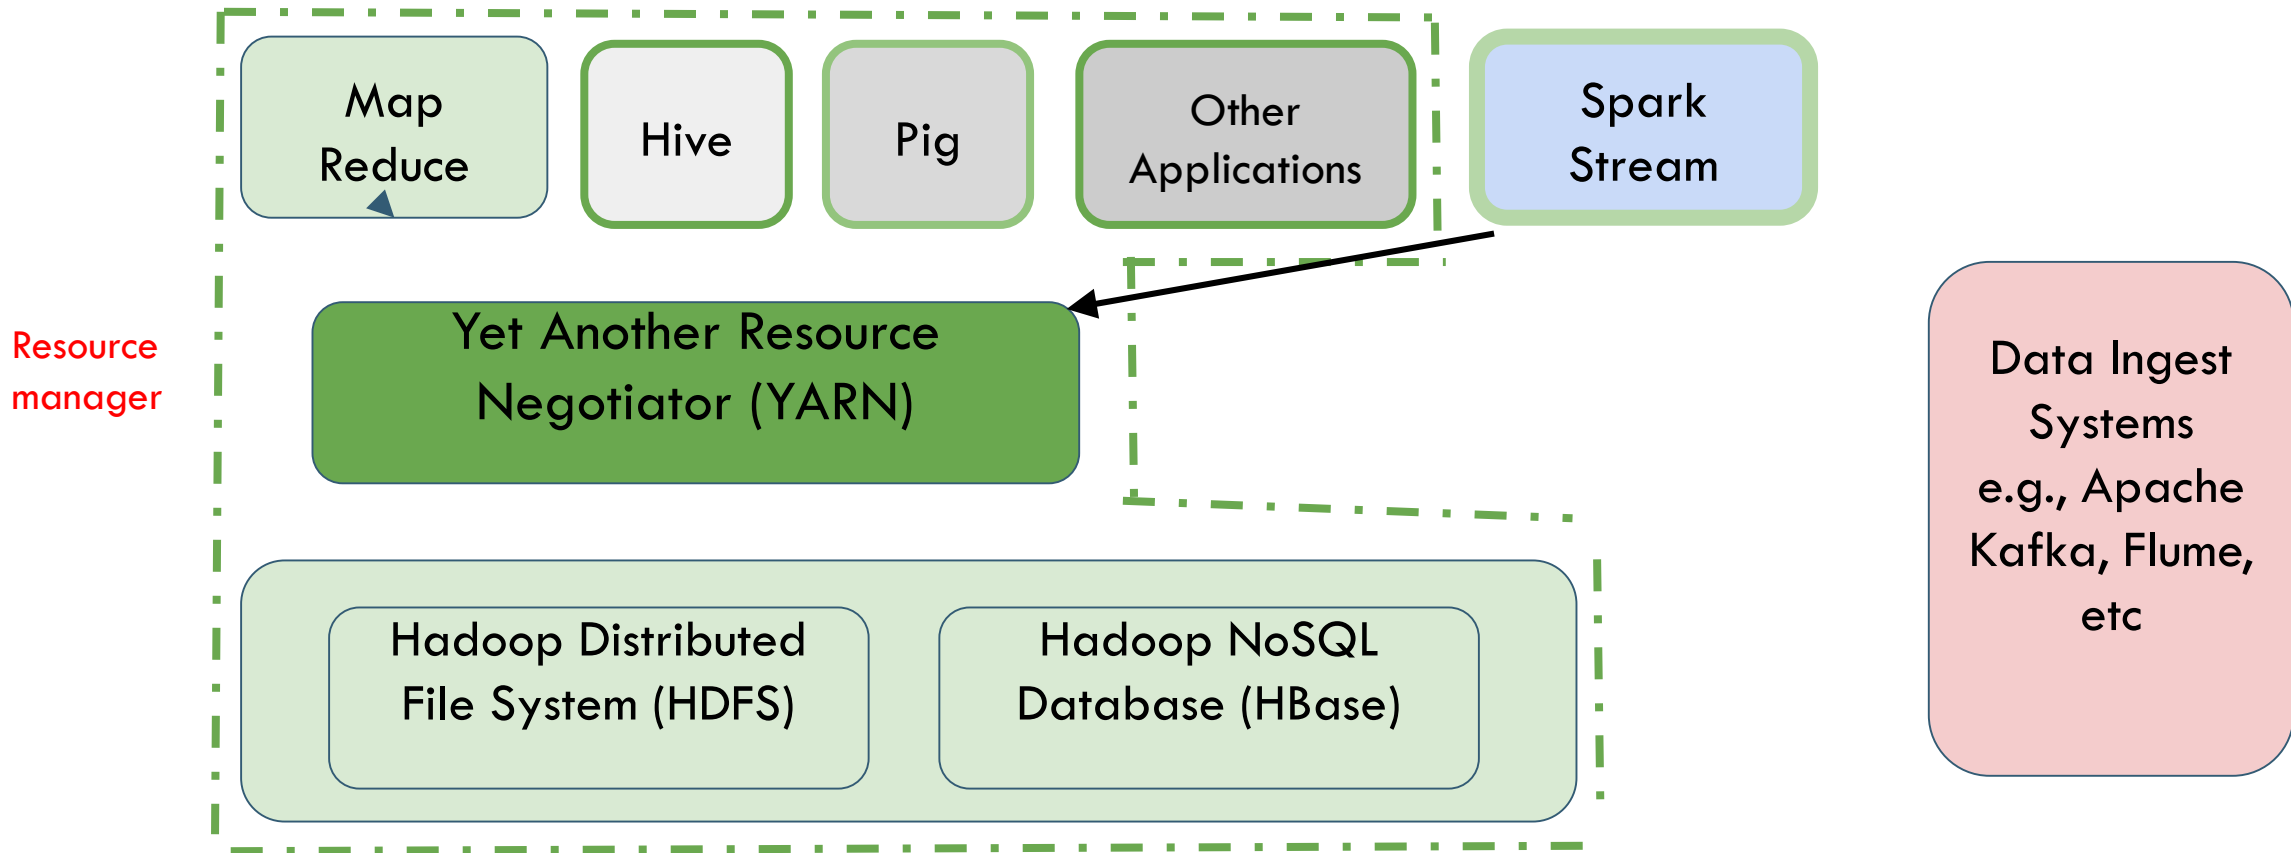 Map
Reduce
Hive
Pig
Other
Applications
Spark
Stream
Resource
manager
Yet Another Resource
Negotiator (YARN)
Data Ingest
Systems
e.g., Apache
Kafka, Flume,
etc
Hadoop Distributed
File System (HDFS)
Hadoop NoSQL
Database (HBase)